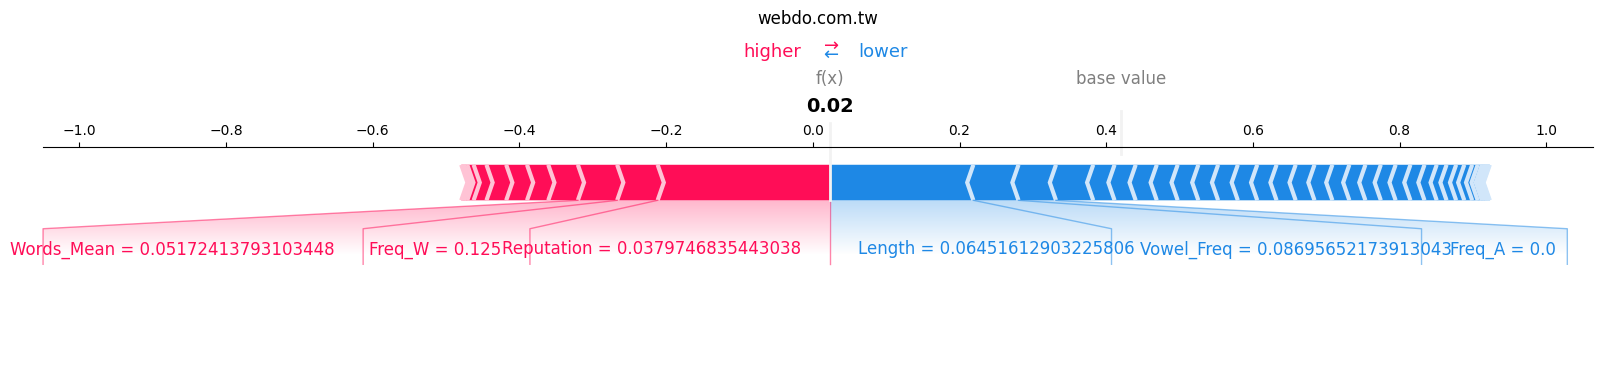 webdo.com.tw
higher ⇄ lower
f(x) base value
0.02
−1.0 −0.8 −0.6 −0.4 −0.2 0.0 0.2 0.4 0.6 0.8 1.0
Words_Mean = 0.05172413793103448 Freq_W = 0.125 Reputation = 0.0379746835443038 Length = 0.06451612903225806 Vowel_Freq = 0.08695652173913043 Freq_A = 0.0